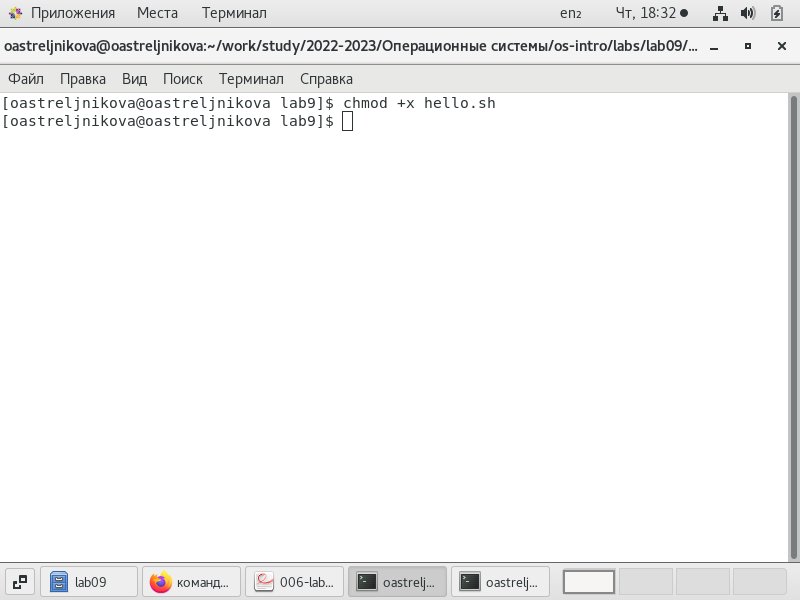 Приложения Места Терминал en₂ Чт, 18:32
oastreljnikova@oastreljnikova:~/work/study/2022-2023/Операционные системы/os-intro/labs/lab09/...
Файл Правка Вид Поиск Терминал Справка
[oastreljnikova@oastreljnikova lab9]$ chmod +x hello.sh
[oastreljnikova@oastreljnikova lab9]$
lab09 команд... 006-lab... oastrelj... oastrelj...